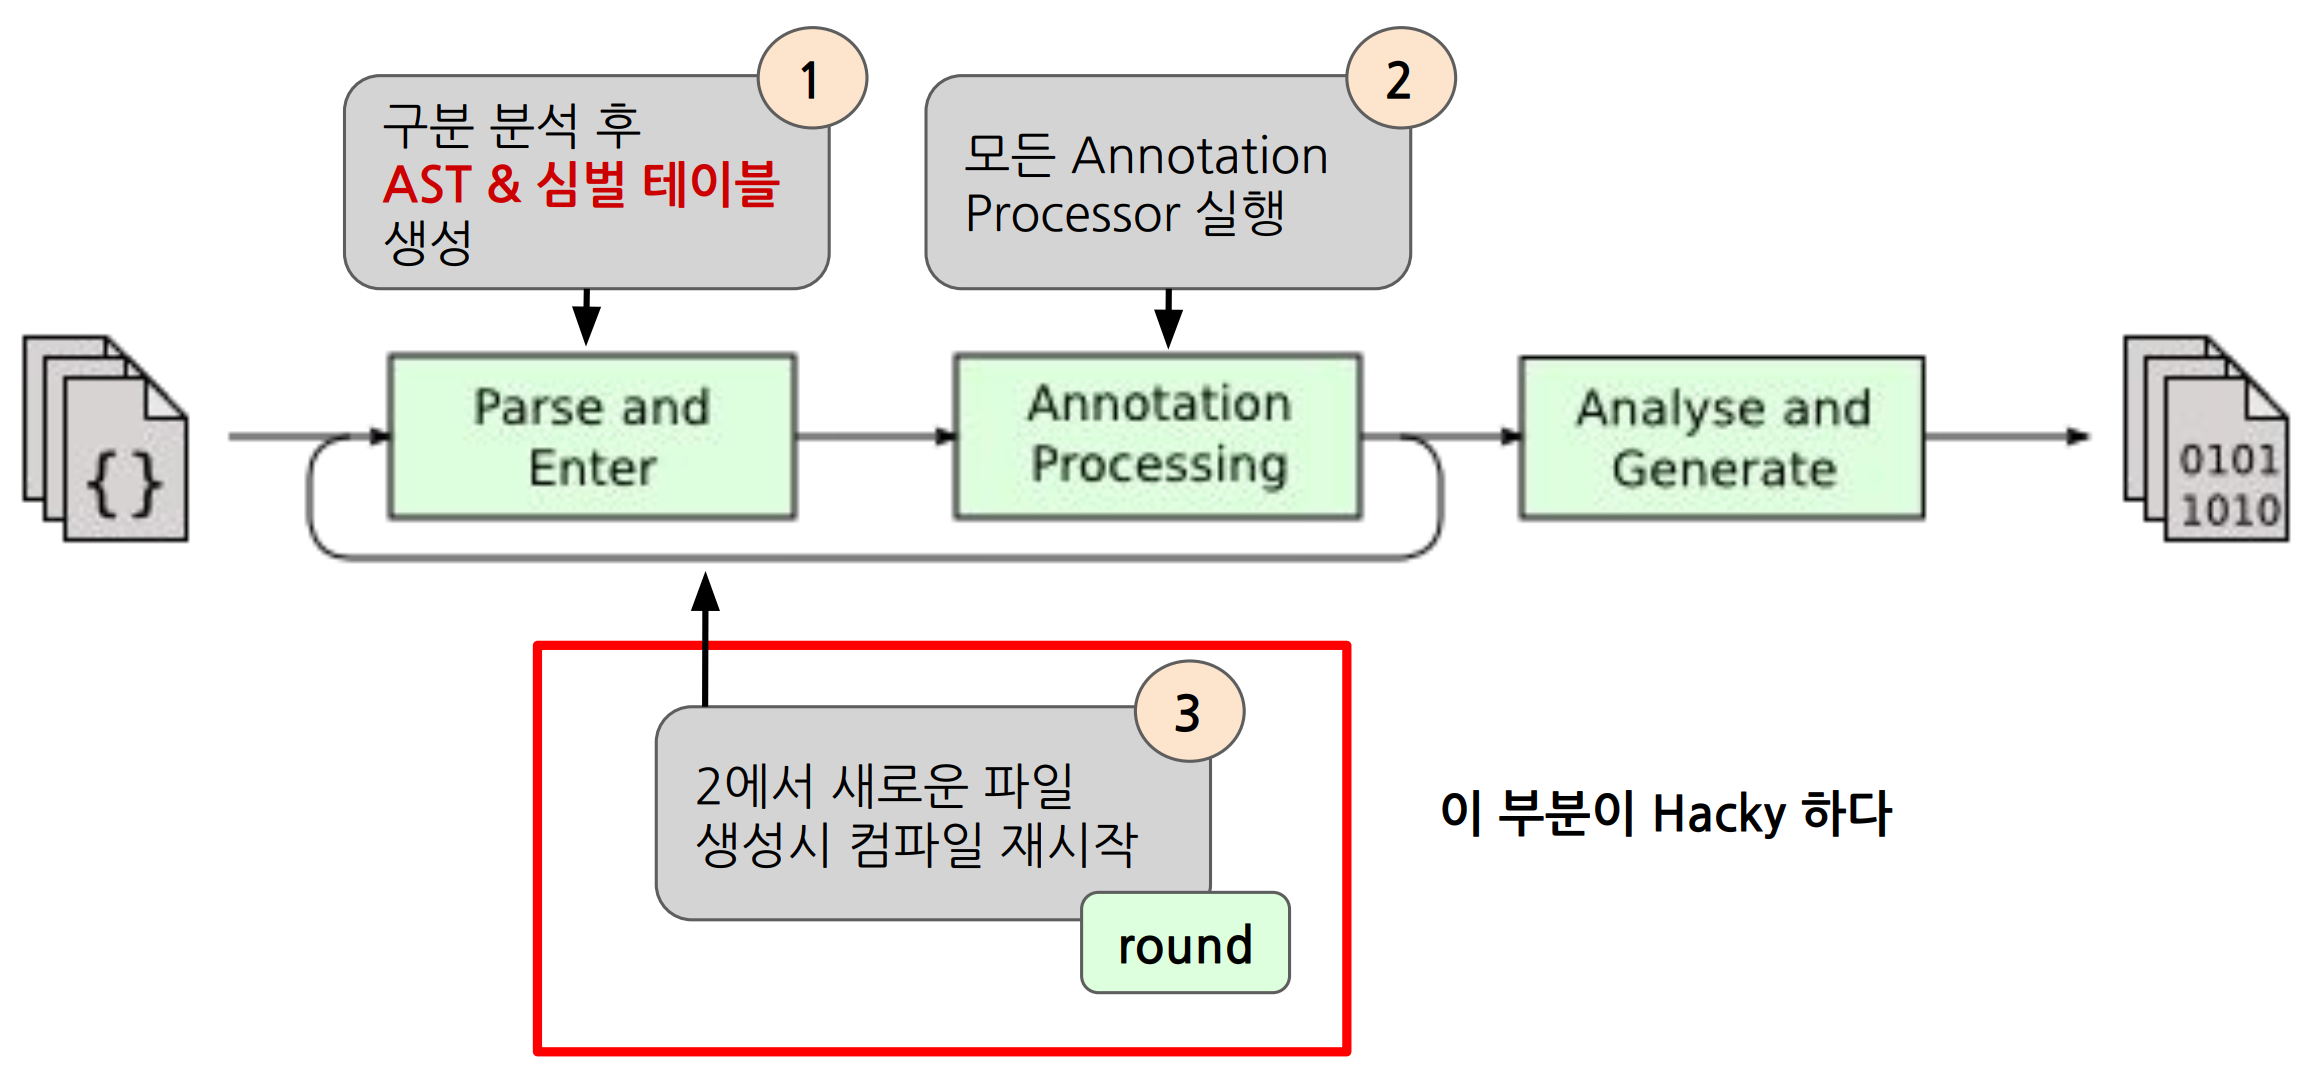 1
구분 분석 후
AST & 심벌 테이블
생성
2
모든 Annotation
Processor 실행
{}
Parse and
Enter
Annotation
Processing
Analyse and
Generate
0101
1010
3
2에서 새로운 파일
생성시 컴파일 재시작
round
이 부분이 Hacky 하다